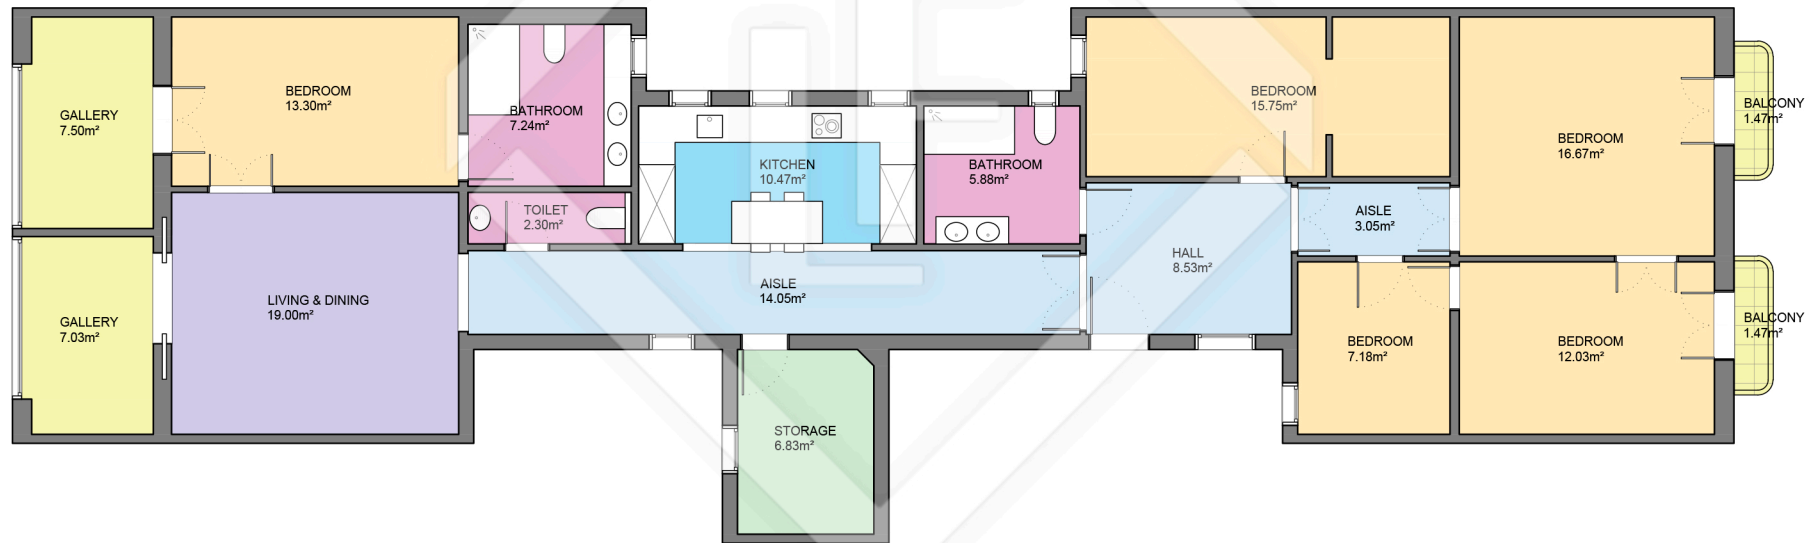 GALLERY
7.50m²
BEDROOM
13.30m²
BATHROOM
7.24m²
TOILET
2.30m²
KITCHEN
10.47m²
BATHROOM
5.88m²
BEDROOM
15.75m²
BEDROOM
16.67m²
BALCONY
1.47m²
AISLE
3.05m²
HALL
8.53m²
GALLERY
7.03m²
LIVING & DINING
19.00m²
AISLE
14.05m²
BEDROOM
7.18m²
BEDROOM
12.03m²
BALCONY
1.47m²
STORAGE
6.83m²